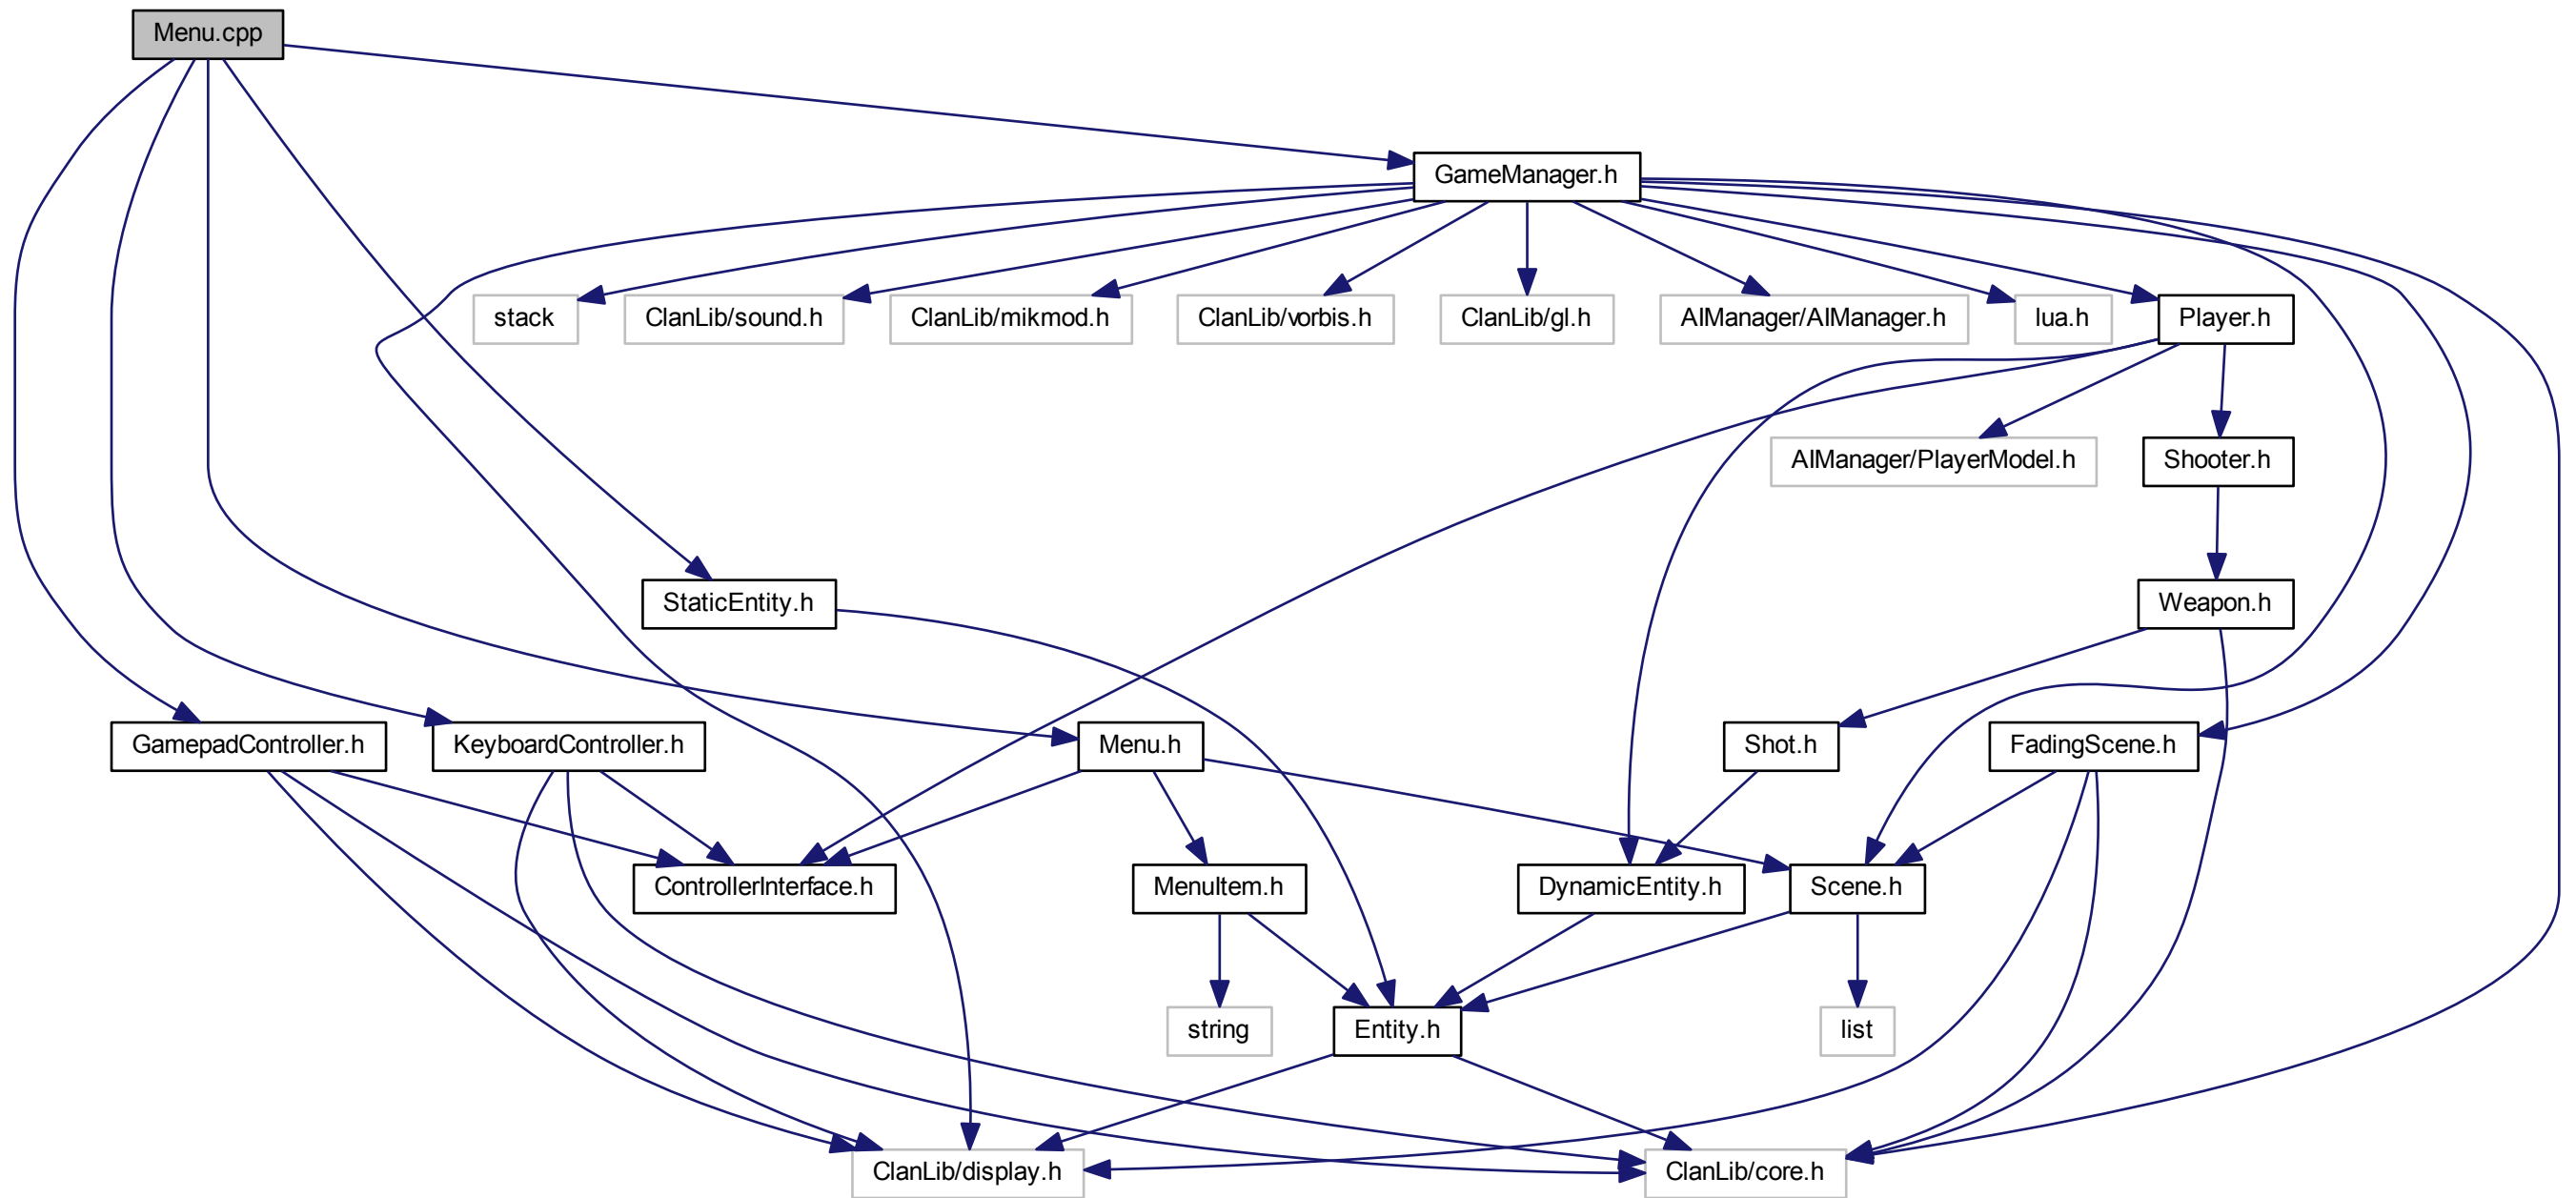 Menu.cpp
GameManager.h
stack
ClanLib/sound.h
ClanLib/mikmod.h
ClanLib/vorbis.h
ClanLib/gl.h
AIManager/AIManager.h
lua.h
Player.h
AIManager/PlayerModel.h
Shooter.h
StaticEntity.h
Weapon.h
GamepadController.h
KeyboardController.h
Menu.h
Shot.h
FadingScene.h
ControllerInterface.h
MenuItem.h
DynamicEntity.h
Scene.h
string
Entity.h
list
ClanLib/display.h
ClanLib/core.h